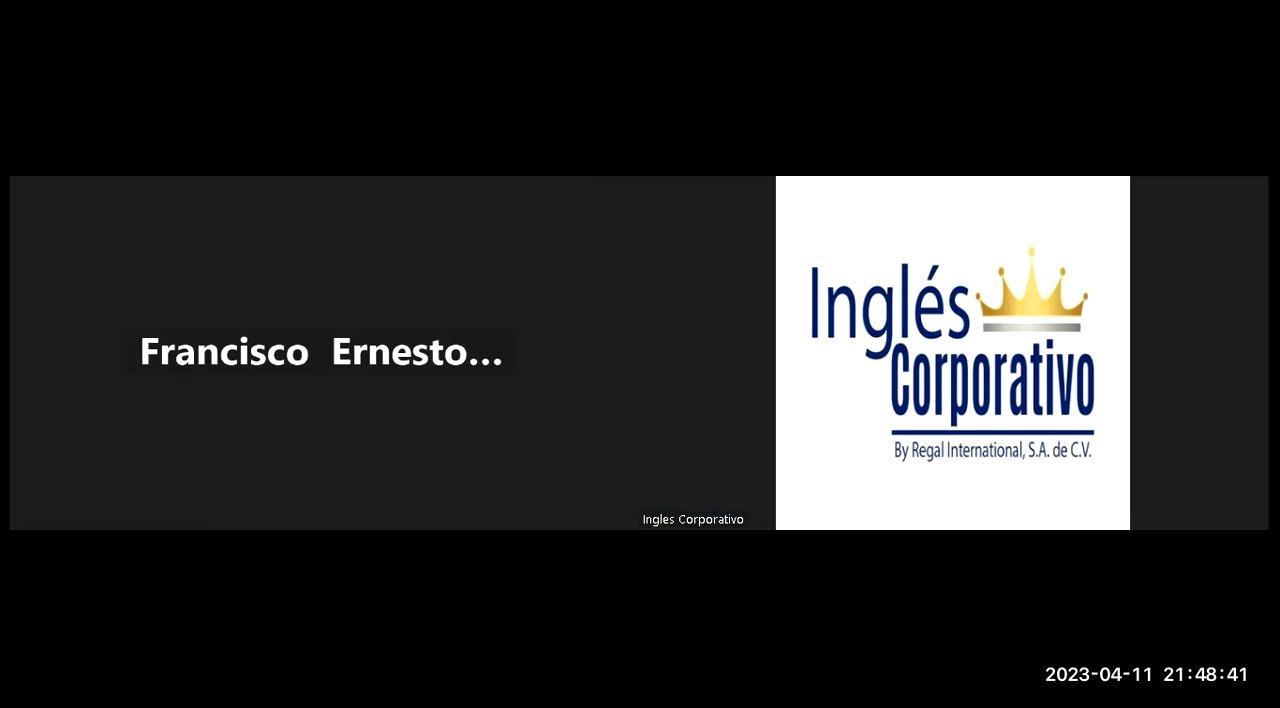 Francisco Ernesto...
Inglés
Corporativo
By Regal International, S.A. de C.V.
Ingles Corporativo
2023-04-11 21:48:41